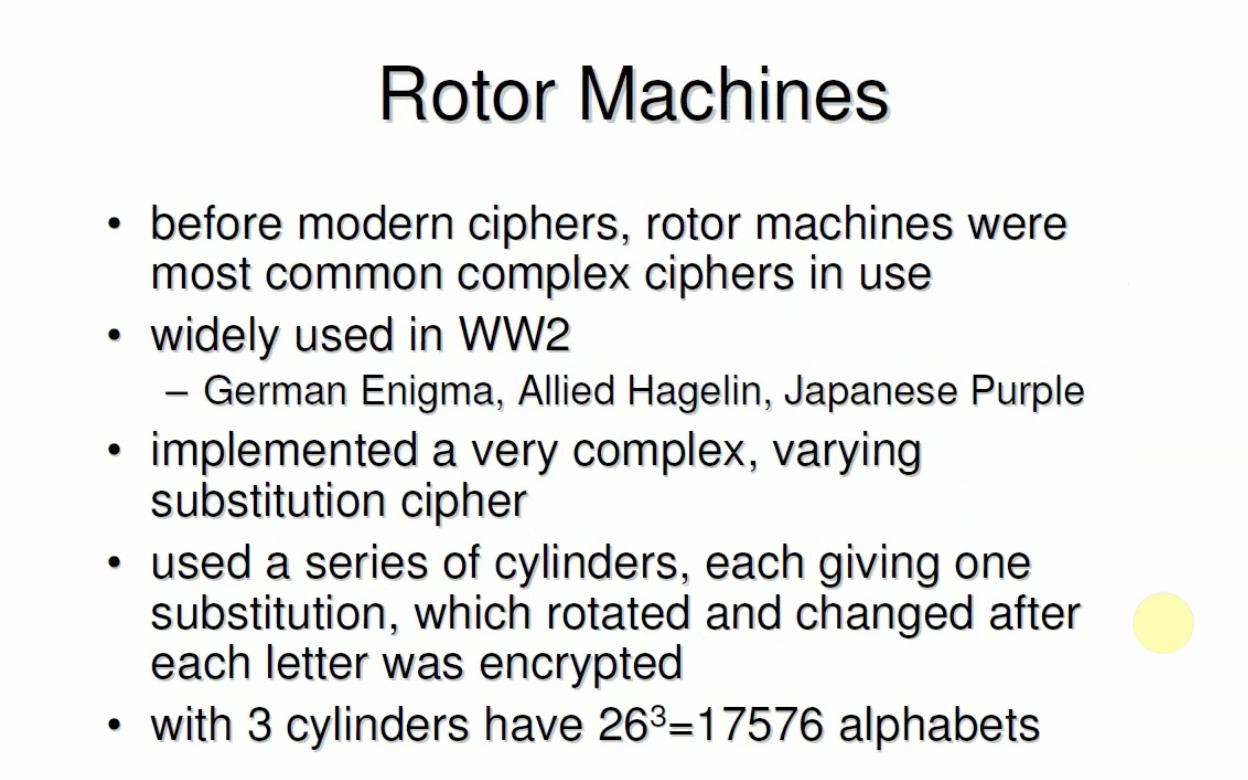 Rotor Machines
• before modern ciphers, rotor machines were
most common complex ciphers in use
• widely used in WW2
– German Enigma, Allied Hagelin, Japanese Purple
• implemented a very complex, varying
substitution cipher
• used a series of cylinders, each giving one
substitution, which rotated and changed after
each letter was encrypted
• with 3 cylinders have 26³=17576 alphabets